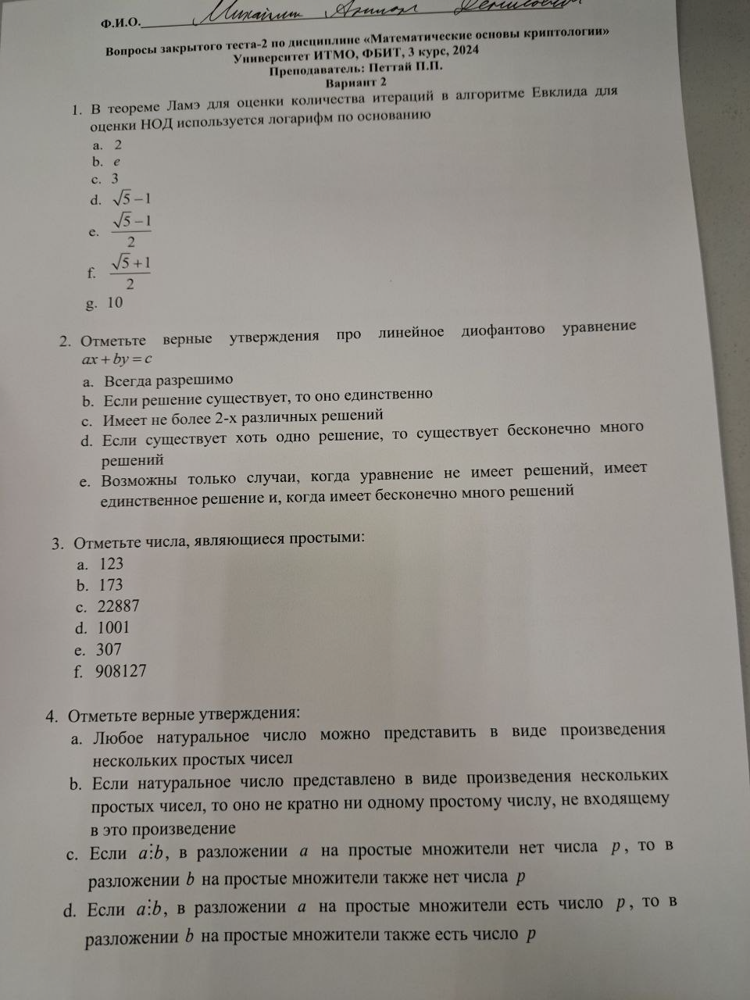 Ф.И.О. Михайлин
Вопросы закрытого теста-2 по дисциплине «Математические основы криптологии»
Университет ИТМО, ФБИТ, 3 курс, 2024
Преподаватель: Петтай П.П.
Вариант 2
1. В теореме Ламэ для оценки количества итераций в алгоритме Евклида для
оценки НОД используется логарифм по основанию
a. 2
b. e
c. 3
d. √5 − 1
e. (√5 − 1)/2
f. (√5 + 1)/2
g. 10
2. Отметьте верные утверждения про линейное диофантово уравнение
ax + by = c
a. Всегда разрешимо
b. Если решение существует, то оно единственно
c. Имеет не более 2-х различных решений
d. Если существует хоть одно решение, то существует бесконечно много
решений
e. Возможны только случаи, когда уравнение не имеет решений, имеет
единственное решение и, когда имеет бесконечно много решений
3. Отметьте числа, являющиеся простыми:
a. 123
b. 173
c. 22887
d. 1001
e. 307
f. 908127
4. Отметьте верные утверждения:
a. Любое натуральное число можно представить в виде произведения
нескольких простых чисел
b. Если натуральное число представлено в виде произведения нескольких
простых чисел, то оно не кратно ни одному простому числу, не входящему
в это произведение
c. Если a⋮b, в разложении a на простые множители нет числа p, то в
разложении b на простые множители также нет числа p
d. Если a⋮b, в разложении a на простые множители есть число p, то в
разложении b на простые множители также есть число p